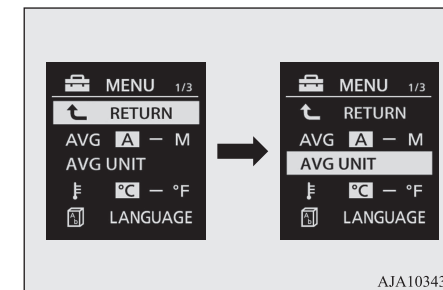 MENU 1/3
RETURN
AVG A — M
AVG UNIT
°C — °F
LANGUAGE
MENU 1/3
RETURN
AVG A — M
AVG UNIT
°C — °F
LANGUAGE
AJA10343